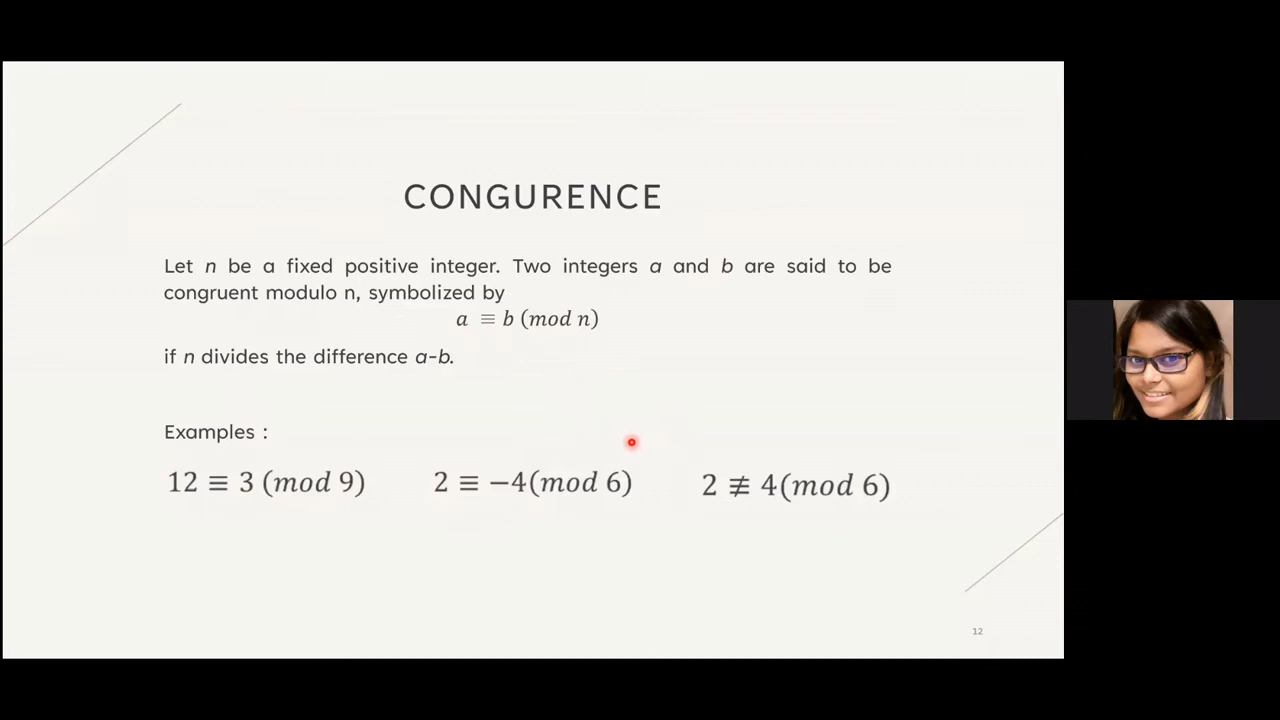 CONGURENCE
Let n be a fixed positive integer. Two integers a and b are said to be
congruent modulo n, symbolized by
a ≡ b (mod n)
if n divides the difference a-b.
Examples :
12 ≡ 3 (mod 9) 2 ≡ −4(mod 6) 2 ≢ 4(mod 6)
12